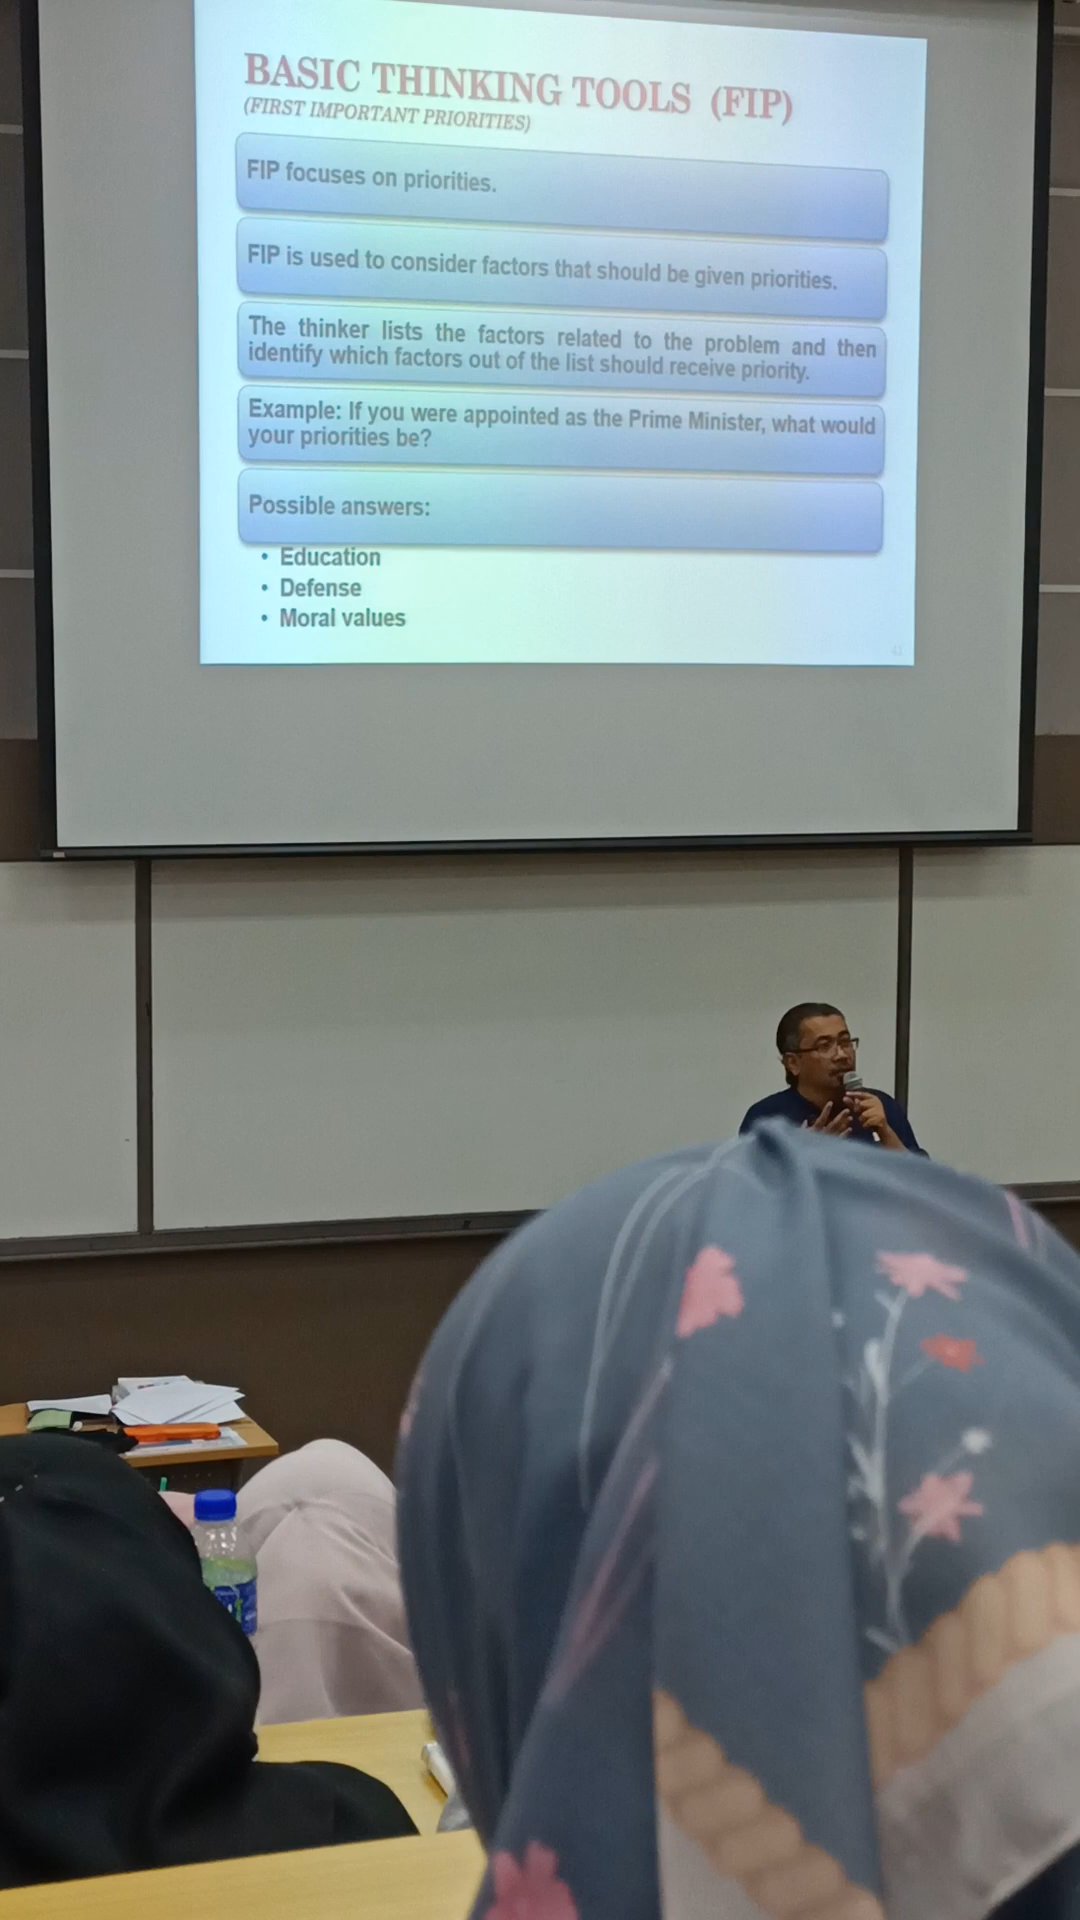 BASIC THINKING TOOLS (FIP)
(FIRST IMPORTANT PRIORITIES)
FIP focuses on priorities.
FIP is used to consider factors that should be given priorities.
The thinker lists the factors related to the problem and then
identify which factors out of the list should receive priority.
Example: If you were appointed as the Prime Minister, what would
your priorities be?
Possible answers:
• Education
• Defense
• Moral values